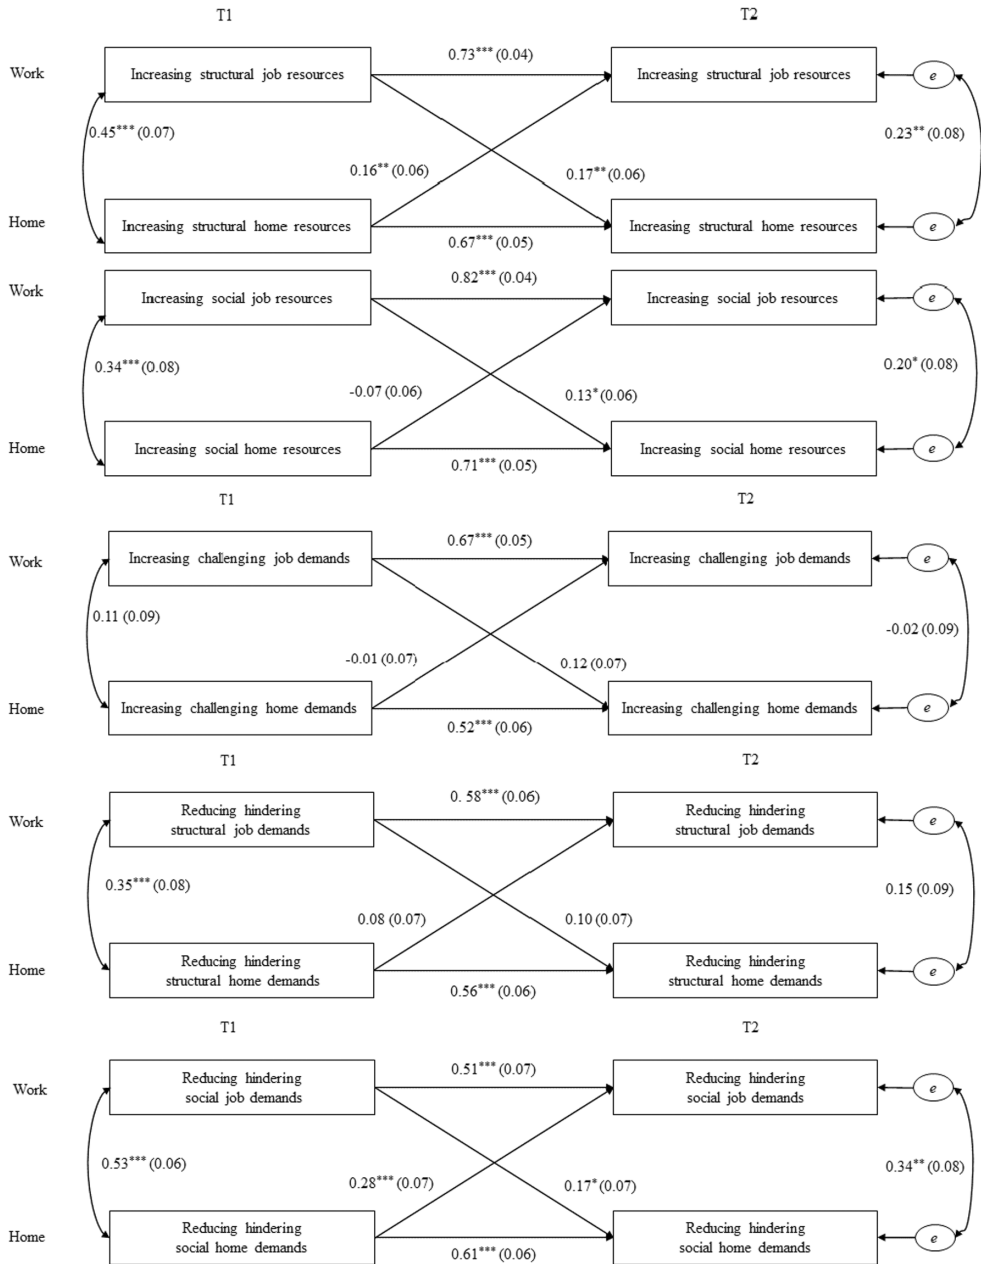 T1 T2
0.73*** (0.04)
Work Increasing structural job resources Increasing structural job resources e
0.45*** (0.07) 0.23** (0.08)
0.16** (0.06) 0.17** (0.06)
Home Increasing structural home resources Increasing structural home resources e
0.67*** (0.05)
0.82*** (0.04)
Work Increasing social job resources Increasing social job resources e
0.34*** (0.08) 0.20* (0.08)
-0.07 (0.06) 0.13* (0.06)
Home Increasing social home resources Increasing social home resources e
0.71*** (0.05)
T1 T2
0.67*** (0.05)
Work Increasing challenging job demands Increasing challenging job demands e
0.11 (0.09) -0.02 (0.09)
-0.01 (0.07) 0.12 (0.07)
Home Increasing challenging home demands Increasing challenging home demands e
0.52*** (0.06)
T1 T2
0. 58*** (0.06)
Work Reducing hindering Reducing hindering e
structural job demands structural job demands
0.35*** (0.08) 0.15 (0.09)
0.08 (0.07) 0.10 (0.07)
Home Reducing hindering Reducing hindering e
structural home demands structural home demands
0.56*** (0.06)
T1 T2
0.51*** (0.07)
Work Reducing hindering Reducing hindering e
social job demands social job demands
0.53*** (0.06) 0.34** (0.08)
0.28*** (0.07) 0.17* (0.07)
Home Reducing hindering Reducing hindering e
social home demands social home demands
0.61*** (0.06)